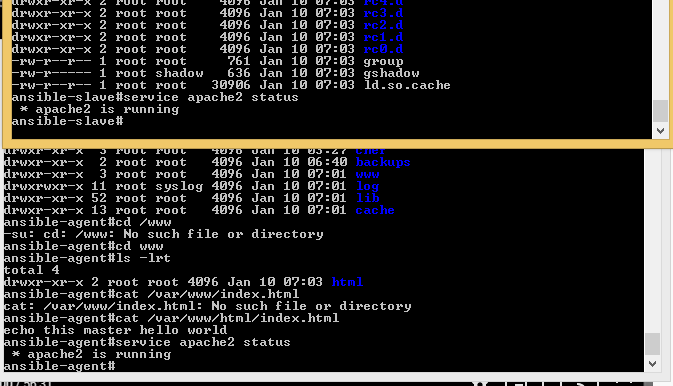 drwxr-xr-x 2 root root 4096 Jan 10 07:03 rc4.d
drwxr-xr-x 2 root root 4096 Jan 10 07:03 rc3.d
drwxr-xr-x 2 root root 4096 Jan 10 07:03 rc2.d
drwxr-xr-x 2 root root 4096 Jan 10 07:03 rc1.d
drwxr-xr-x 2 root root 4096 Jan 10 07:03 rc0.d
-rw-r--r-- 1 root root 761 Jan 10 07:03 group
-rw-r----- 1 root shadow 636 Jan 10 07:03 gshadow
-rw-r--r-- 1 root root 30906 Jan 10 07:03 ld.so.cache
ansible-slave#service apache2 status
* apache2 is running
ansible-slave#
drwxr-xr-x 3 root root 4096 Jan 10 03:27
drwxr-xr-x 2 root root 4096 Jan 10 06:40 backups
drwxr-xr-x 3 root root 4096 Jan 10 07:01 www
drwxrwxr-x 11 root syslog 4096 Jan 10 07:01 log
drwxr-xr-x 52 root root 4096 Jan 10 07:01 lib
drwxr-xr-x 13 root root 4096 Jan 10 07:01 cache
ansible-agent#cd /www
-su: cd: /www: No such file or directory
ansible-agent#cd www
ansible-agent#ls -lrt
total 4
drwxr-xr-x 2 root root 4096 Jan 10 07:03 html
ansible-agent#cat /var/www/index.html
cat: /var/www/index.html: No such file or directory
ansible-agent#cat /var/www/html/index.html
echo this master hello world
ansible-agent#service apache2 status
* apache2 is running
ansible-agent#